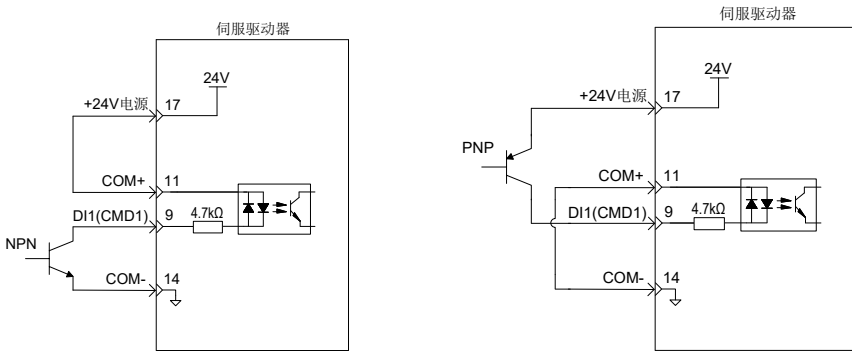 伺服驱动器
24V
+24V电源
17
COM+
11
DI1(CMD1)
9
4.7kΩ
NPN
COM-
14
伺服驱动器
24V
+24V电源
17
PNP
COM+
11
DI1(CMD1)
9
4.7kΩ
COM-
14